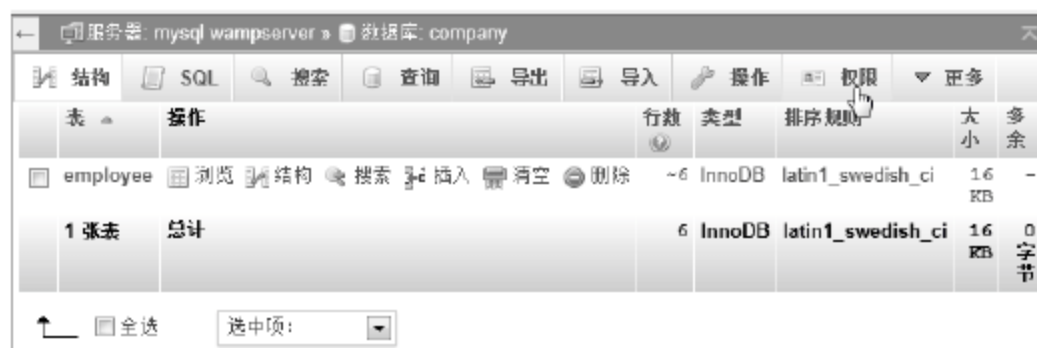 服务器: mysql wampserver » 数据库: company
结构 SQL 搜索 查询 导出 导入 操作 权限 更多
表 操作 行数 类型 排序规则 大小 多余
employee 浏览 结构 搜索 插入 清空 删除 ~6 InnoDB latin1_swedish_ci 16 KB -
1 张表 总计 6 InnoDB latin1_swedish_ci 16 KB 0 字节
全选 选中项: